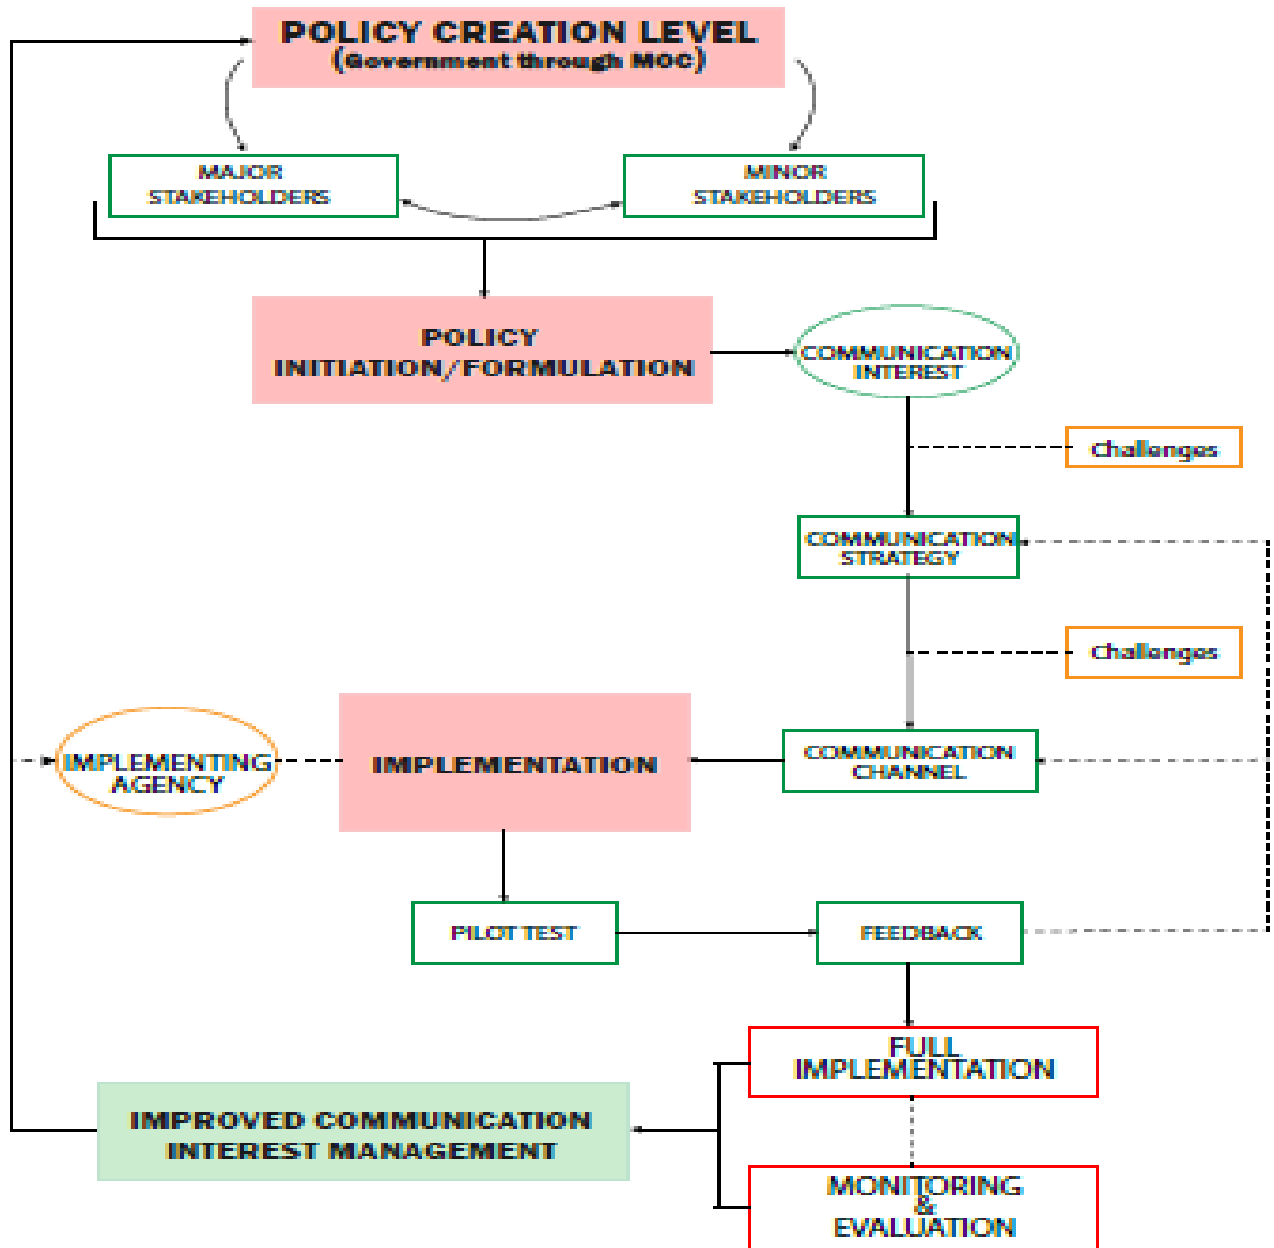 POLICY CREATION LEVEL
(Government through MOC)
MAJOR
STAKEHOLDERS
MINOR
STAKEHOLDERS
POLICY
INITIATION/FORMULATION
COMMUNICATION
INTEREST
Challenges
COMMUNICATION
STRATEGY
Challenges
IMPLEMENTING
AGENCY
IMPLEMENTATION
COMMUNICATION
CHANNEL
PILOT TEST
FEEDBACK
FULL
IMPLEMENTATION
IMPROVED COMMUNICATION
INTEREST MANAGEMENT
MONITORING
&
EVALUATION